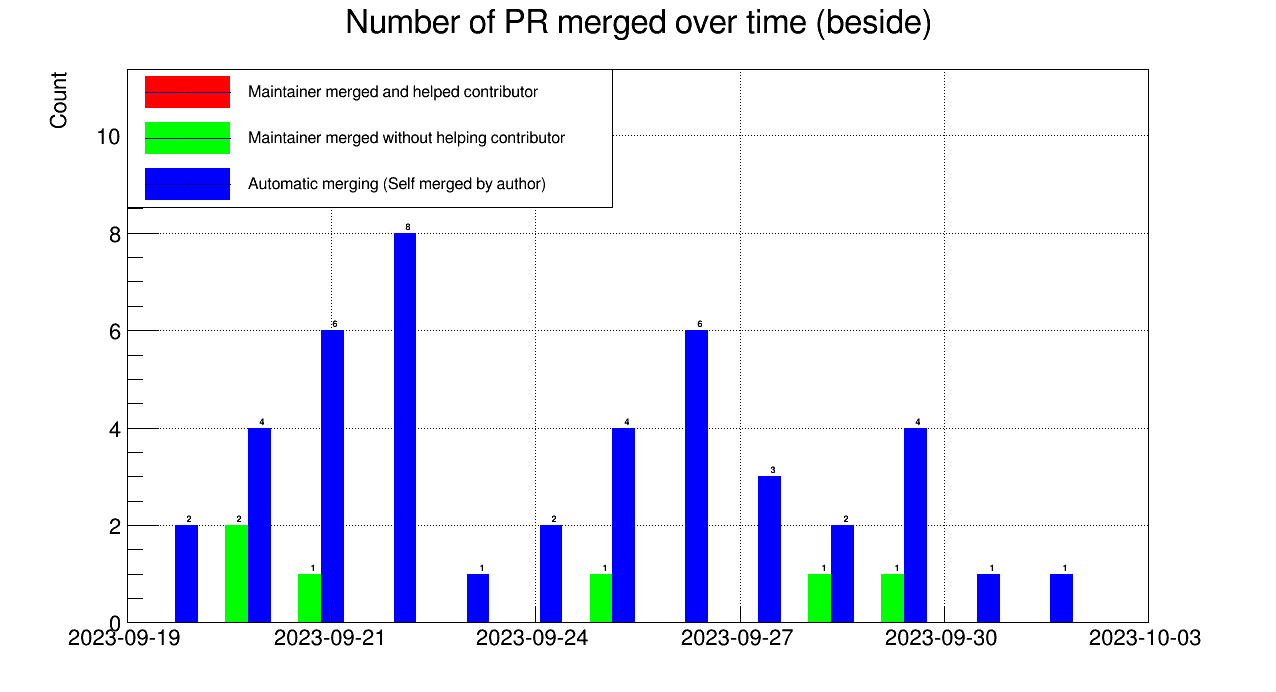 Number of PR merged over time (beside)
Count
Maintainer merged and helped contributor
Maintainer merged without helping contributor
Automatic merging (Self merged by author)
10
8
6
4
2
0
2 2 4 1 6 8 1 2 1 4 6 3 1 2 1 4 1 1
2023-09-19 2023-09-21 2023-09-24 2023-09-27 2023-09-30 2023-10-03